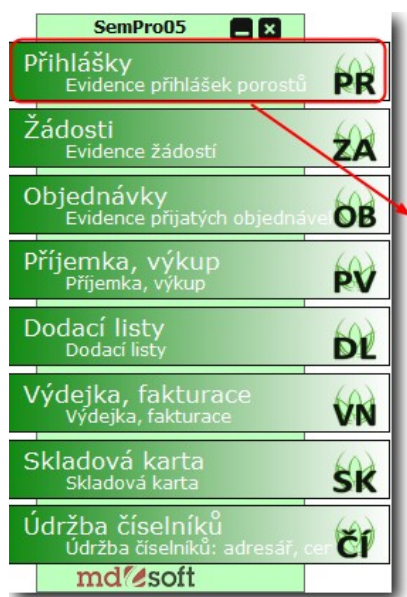 SemPro05
Přihlášky
Evidence přihlášek porostů
PR
Žádosti
Evidence žádostí
ZA
Objednávky
Evidence přijatých objednável
OB
Příjemka, výkup
Příjemka, výkup
PV
Dodací listy
Dodací listy
DL
Výdejka, fakturace
Výdejka, fakturace
VN
Skladová karta
Skladová karta
SK
Údržba číselníků
Údržba číselníků: adresář, cer
ČÍ
mdsoft